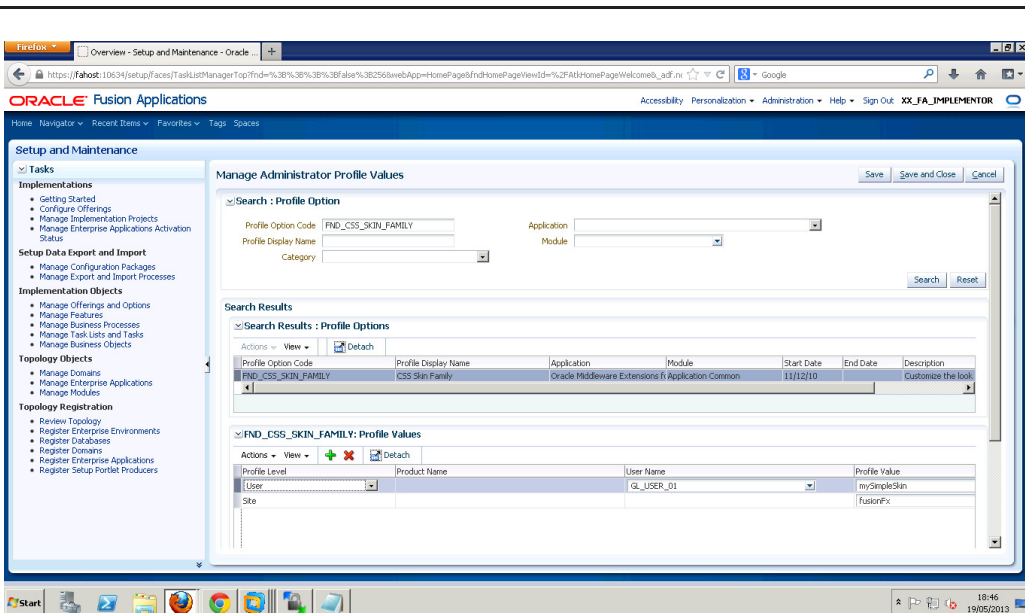 Firefox
Overview - Setup and Maintenance - Oracle ...
https://fahost:10634/setup/faces/TaskListManagerTop?fnd=%3B%3B%3B%3Bfalse%3B256&webApp=HomePage&fndHomePageViewId=%2FAtkHomePageWelcome&_adf.
Google
ORACLE Fusion Applications
Accessibility Personalization Administration Help Sign Out XX_FA_IMPLEMENTOR
Home Navigator Recent Items Favorites Tags Spaces
Setup and Maintenance
Tasks
Implementations
Getting Started
Configure Offerings
Manage Implementation Projects
Manage Enterprise Applications Activation
Status
Setup Data Export and Import
Manage Configuration Packages
Manage Export and Import Processes
Implementation Objects
Manage Offerings and Options
Manage Features
Manage Business Processes
Manage Task Lists and Tasks
Manage Business Objects
Topology Objects
Manage Domains
Manage Enterprise Applications
Manage Modules
Topology Registration
Review Topology
Register Enterprise Environments
Register Databases
Register Domains
Register Enterprise Applications
Register Setup Portlet Producers
Manage Administrator Profile Values
Save Save and Close Cancel
Search : Profile Option
Profile Option Code FND_CSS_SKIN_FAMILY Application
Profile Display Name Module
Category
Search Reset
Search Results
Search Results : Profile Options
Actions View Detach
Profile Option Code Profile Display Name Application Module Start Date End Date Description
FND_CSS_SKIN_FAMILY CSS Skin Family Oracle Middleware Extensions Application Common 11/12/10 Customize the look
FND_CSS_SKIN_FAMILY: Profile Values
Actions View Detach
Profile Level Product Name User Name Profile Value
User GL_USER_01 mySimpleSkin
Site fusionFx
Start
18:46
19/05/2013